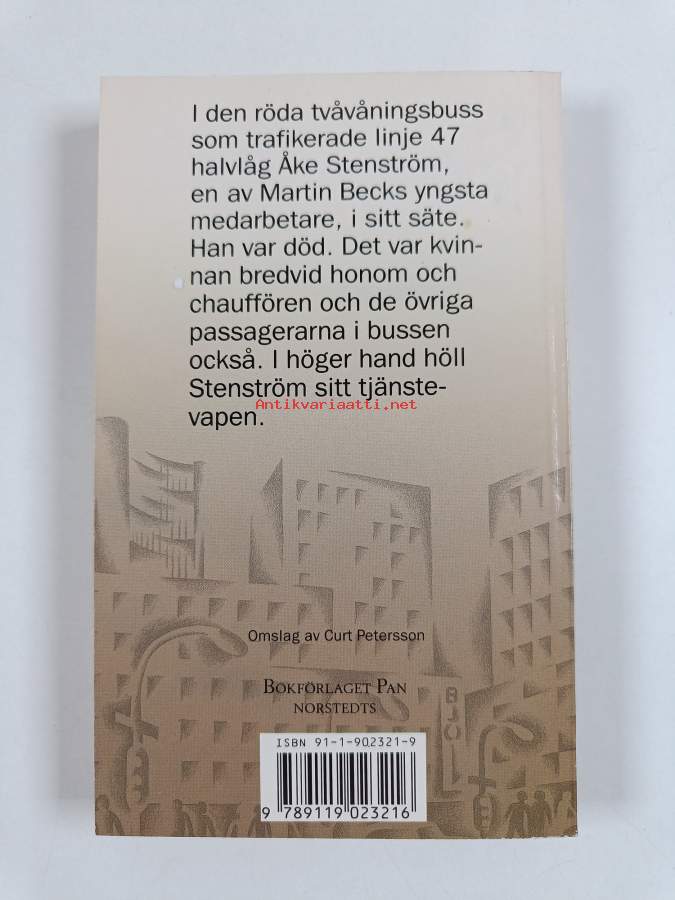 I den röda tvåvåningsbuss
som trafikerade linje 47
halvlåg Åke Stenström,
en av Martin Becks yngsta
medarbetare, i sitt säte.
Han var död. Det var kvin-
nan bredvid honom och
chauffören och de övriga
passagerarna i bussen
också. I höger hand höll
Stenström sitt tjänste-
Antikvariaatti.net
vapen.
Omslag av Curt Petersson
BOKFÖRLAGET PAN
NORSTEDTS
BIO
ISBN 91-1-902321-9
9 789119 023216